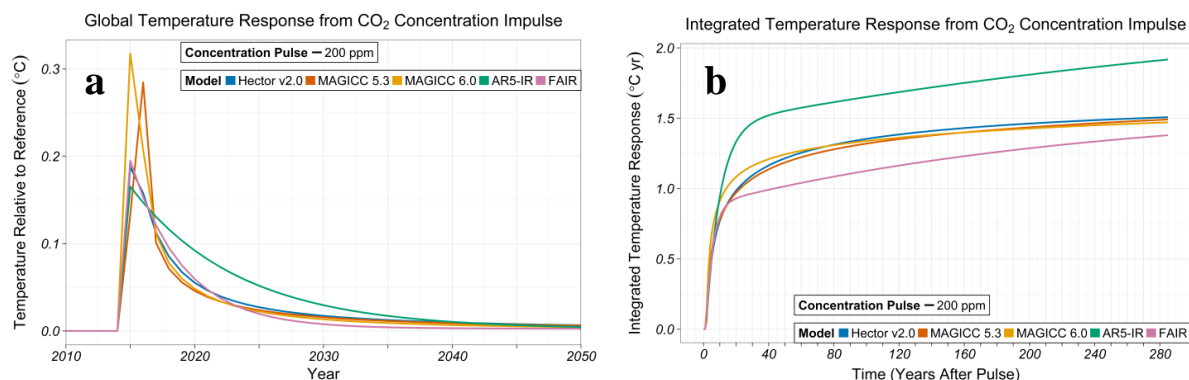 Global Temperature Response from CO₂ Concentration Impulse
a
Concentration Pulse — 200 ppm
Model Hector v2.0 MAGICC 5.3 MAGICC 6.0 AR5-IR FAIR
Temperature Relative to Reference (°C)
0.3
0.2
0.1
0.0
2010 2020 2030 2040 2050
Year
Integrated Temperature Response from CO₂ Concentration Impulse
b
Integrated Temperature Response (°C yr)
2.0
1.5
1.0
0.5
0.0
Concentration Pulse — 200 ppm
Model Hector v2.0 MAGICC 5.3 MAGICC 6.0 AR5-IR FAIR
0 40 80 120 160 200 240 280
Time (Years After Pulse)